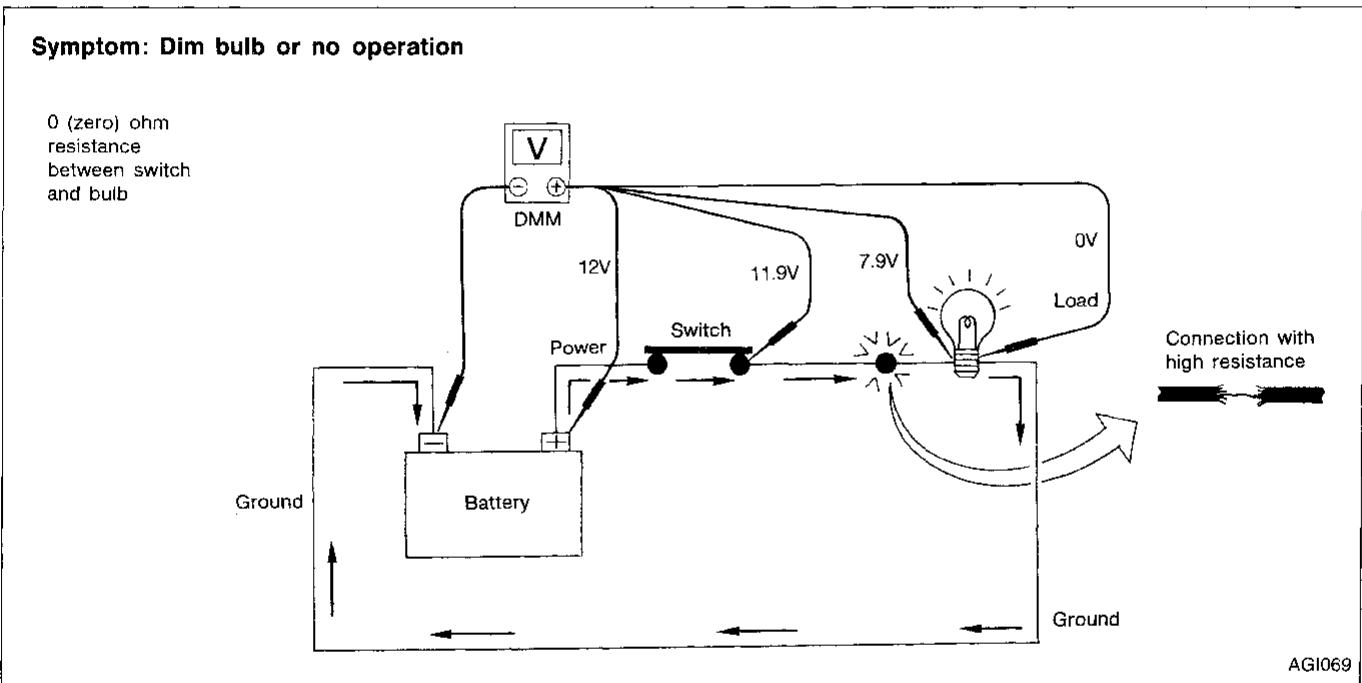 Symptom: Dim bulb or no operation
0 (zero) ohm
resistance
between switch
and bulb
V
− +
DMM
12V
11.9V
7.9V
0V
Load
Switch
Power
Connection with
high resistance
− +
Ground
Battery
Ground
AGI069